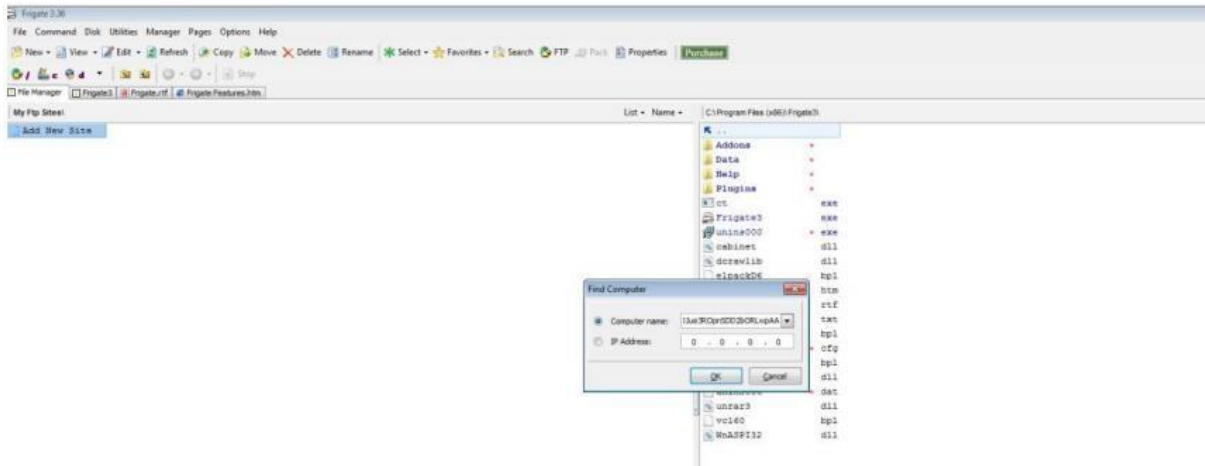 Frigate 3.36
File Command Disk Utilities Manager Pages Options Help
New View Edit Refresh Copy Move Delete Rename Select Favorites Search FTP Pack Properties Purchase
/ c d Stop
File Manager Frigate3 Frigate.rtf Frigate Features.htm
My Ftp Sites\ List Name C:\Program Files (x86)\Frigate3\
Add New Site
..
Addons
Data
Help
Plugins
ct exe
Frigate3 exe
unins000 exe
cabinet dll
dcrawlib dll
elpackD6 bpl
Find Computer
htm
rtf
Computer name:
txt
bpl
IP Address: 0 . 0 . 0 . 0
cfg
bpl
OK Cancel
dll
dat
unrar3 dll
vcl60 bpl
WnASPI32 dll